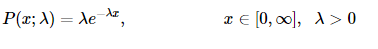 P(x; λ) = λe^{−λx}, x ∈ [0, ∞], λ > 0